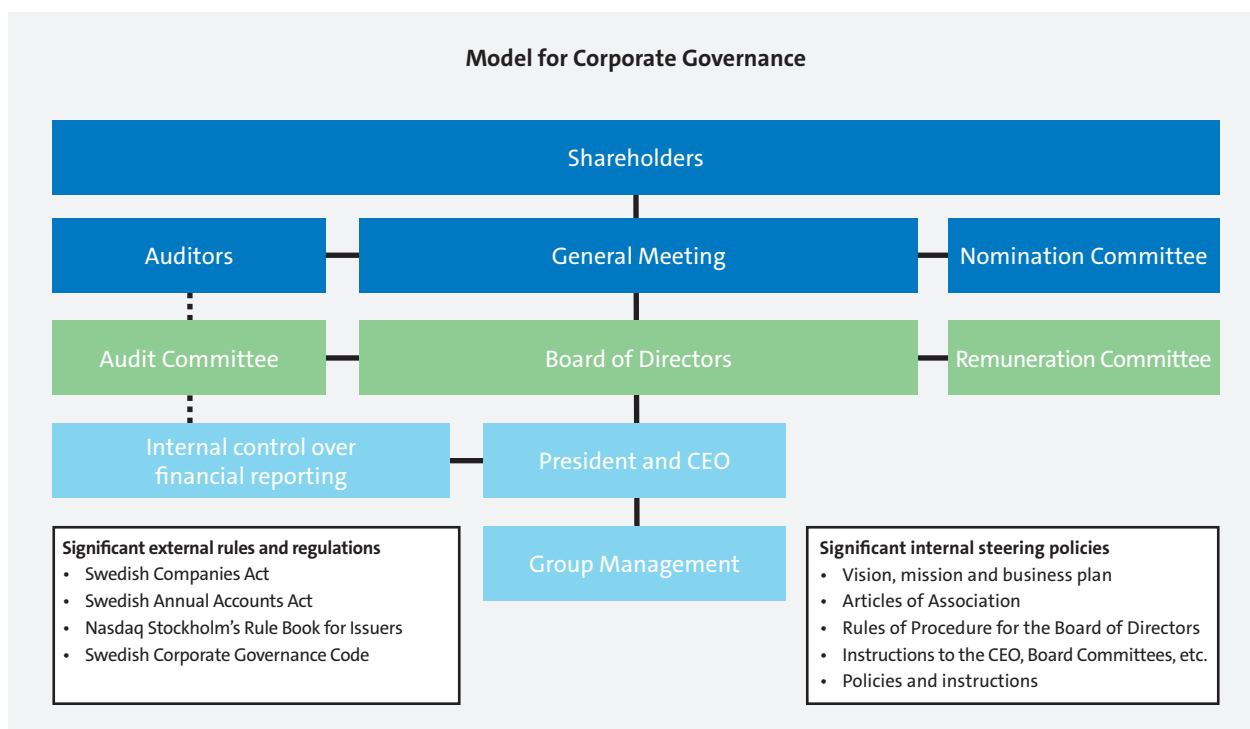 Model for Corporate Governance
Shareholders
Auditors
General Meeting
Nomination Committee
Audit Committee
Board of Directors
Remuneration Committee
Internal control over
financial reporting
President and CEO
Group Management
Significant external rules and regulations
• Swedish Companies Act
• Swedish Annual Accounts Act
• Nasdaq Stockholm's Rule Book for Issuers
• Swedish Corporate Governance Code
Significant internal steering policies
• Vision, mission and business plan
• Articles of Association
• Rules of Procedure for the Board of Directors
• Instructions to the CEO, Board Committees, etc.
• Policies and instructions